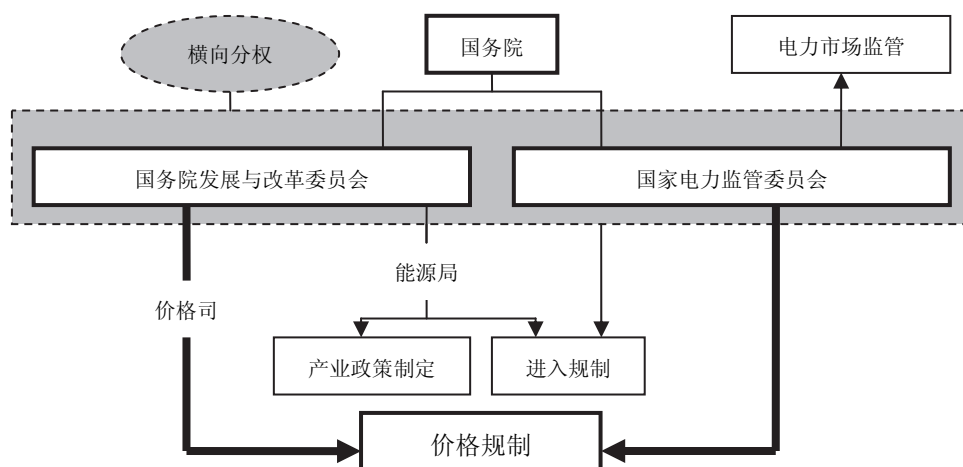 横向分权
国务院
电力市场监管
国务院发展与改革委员会
国家电力监管委员会
能源局
价格司
产业政策制定
进入规制
价格规制